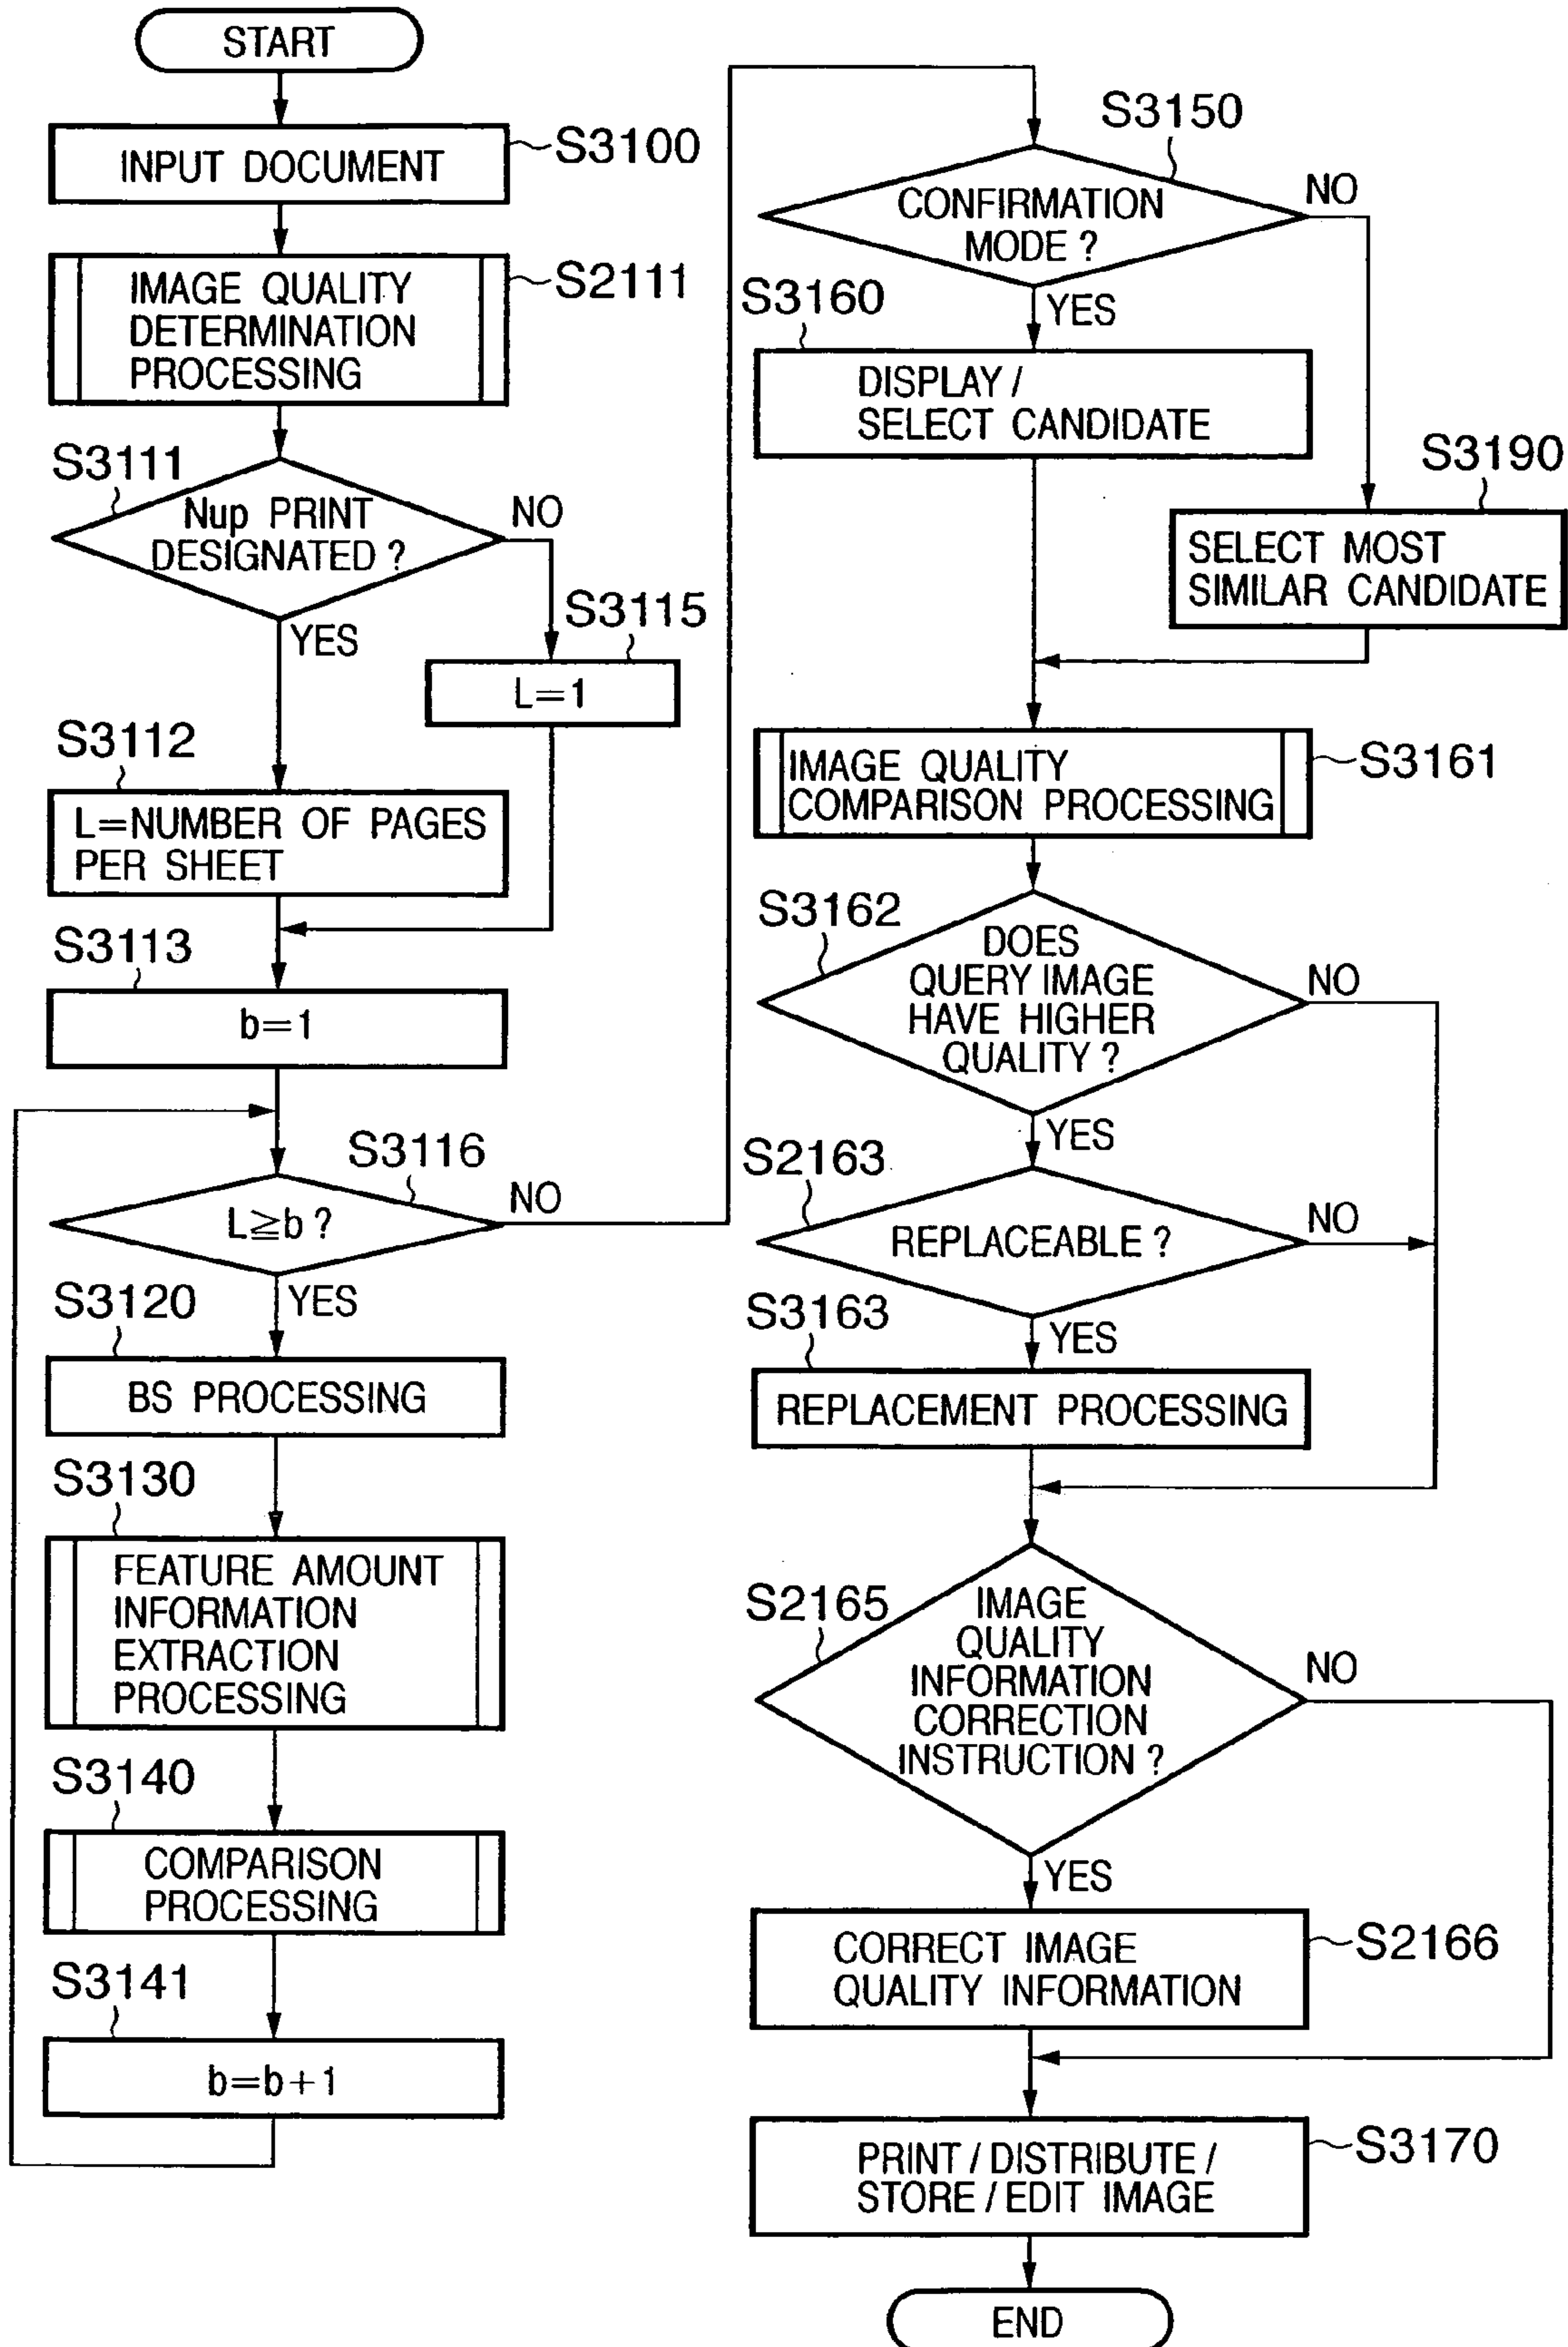 START
INPUT DOCUMENT
S3100
IMAGE QUALITY
DETERMINATION
PROCESSING
S2111
S3111
Nup PRINT
DESIGNATED ?
NO
YES
S3115
L=1
S3112
L=NUMBER OF PAGES
PER SHEET
S3113
b=1
S3116
L≧b ?
NO
YES
S3120
BS PROCESSING
S3130
FEATURE AMOUNT
INFORMATION
EXTRACTION
PROCESSING
S3140
COMPARISON
PROCESSING
S3141
b=b+1
S3150
CONFIRMATION
MODE ?
NO
YES
S3160
DISPLAY /
SELECT CANDIDATE
S3190
SELECT MOST
SIMILAR CANDIDATE
IMAGE QUALITY
COMPARISON PROCESSING
S3161
S3162
DOES
QUERY IMAGE
HAVE HIGHER
QUALITY ?
NO
YES
S2163
REPLACEABLE ?
NO
YES
S3163
REPLACEMENT PROCESSING
S2165
IMAGE
QUALITY
INFORMATION
CORRECTION
INSTRUCTION ?
NO
YES
CORRECT IMAGE
QUALITY INFORMATION
S2166
PRINT / DISTRIBUTE /
STORE / EDIT IMAGE
S3170
END